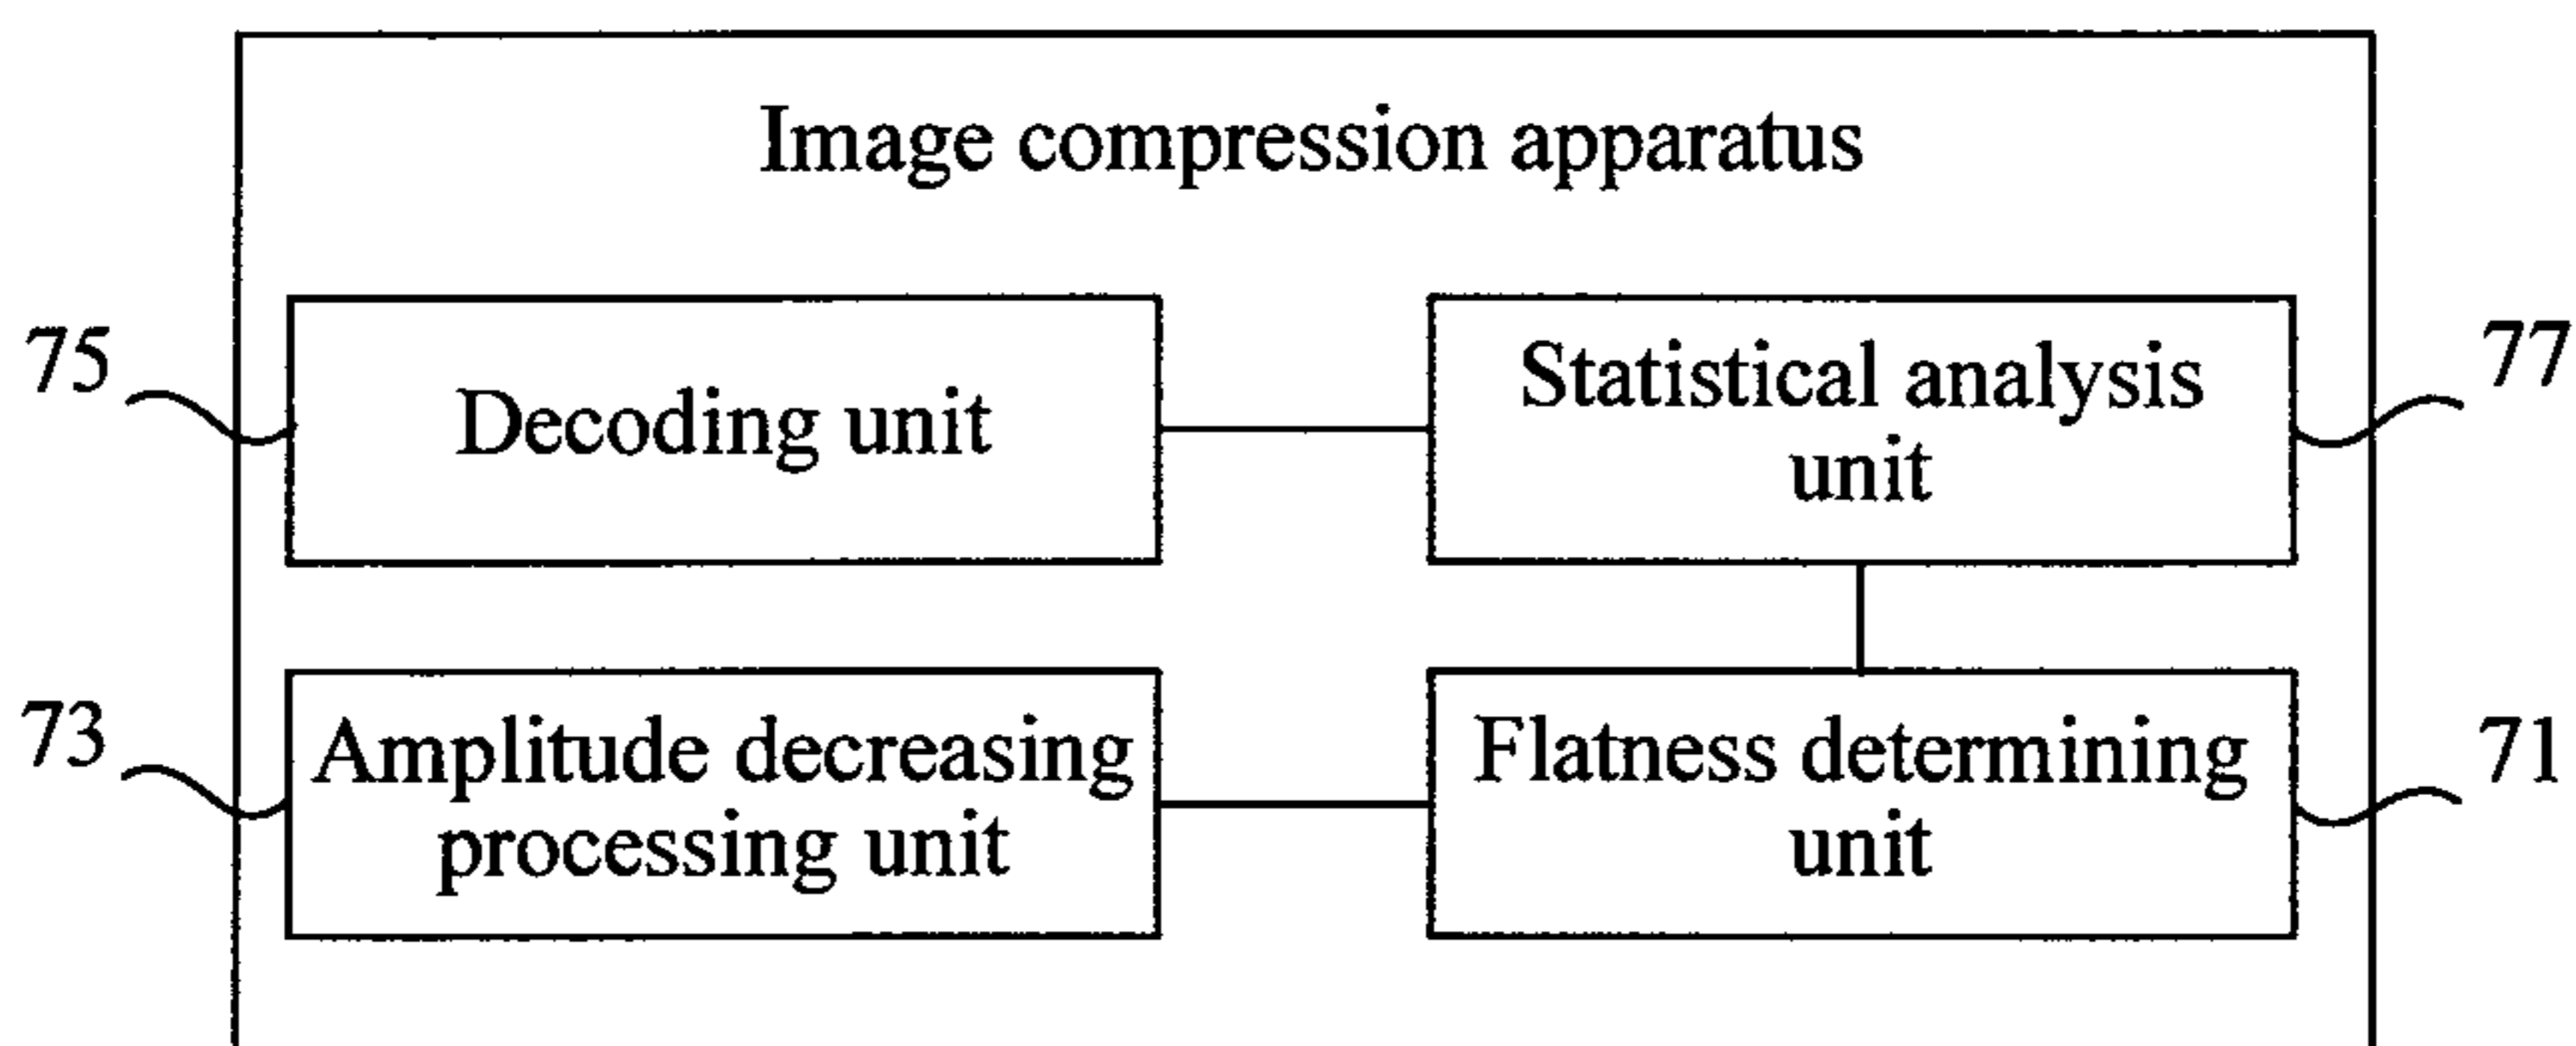 Image compression apparatus
75
Decoding unit
Statistical analysis
unit
77
73
Amplitude decreasing
processing unit
Flatness determining
unit
71